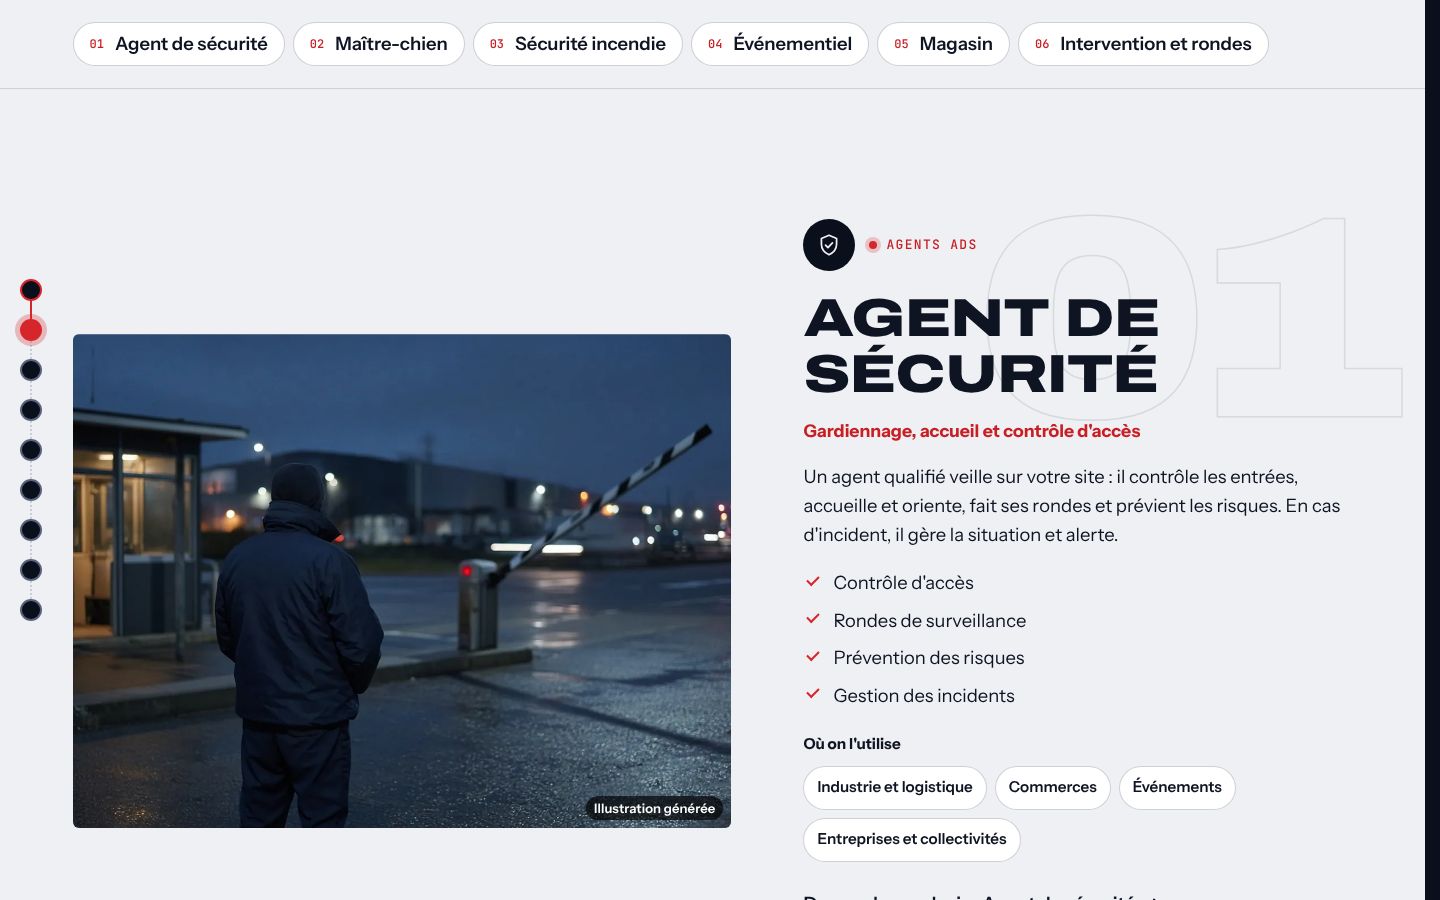 01 Agent de sécurité
02 Maître-chien
03 Sécurité incendie
04 Événementiel
05 Magasin
06 Intervention et rondes
01
AGENTS ADS
AGENT DE
SÉCURITÉ
Gardiennage, accueil et contrôle d'accès
Un agent qualifié veille sur votre site : il contrôle les entrées,
accueille et oriente, fait ses rondes et prévient les risques. En cas
d'incident, il gère la situation et alerte.
Contrôle d'accès
Rondes de surveillance
Prévention des risques
Gestion des incidents
Où on l'utilise
Industrie et logistique
Commerces
Événements
Entreprises et collectivités
Illustration générée